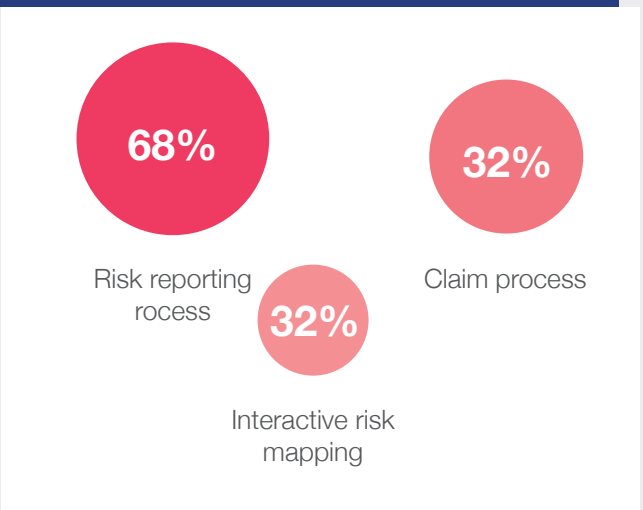 68%
Risk reporting
rocess
32%
Claim process
32%
Interactive risk
mapping